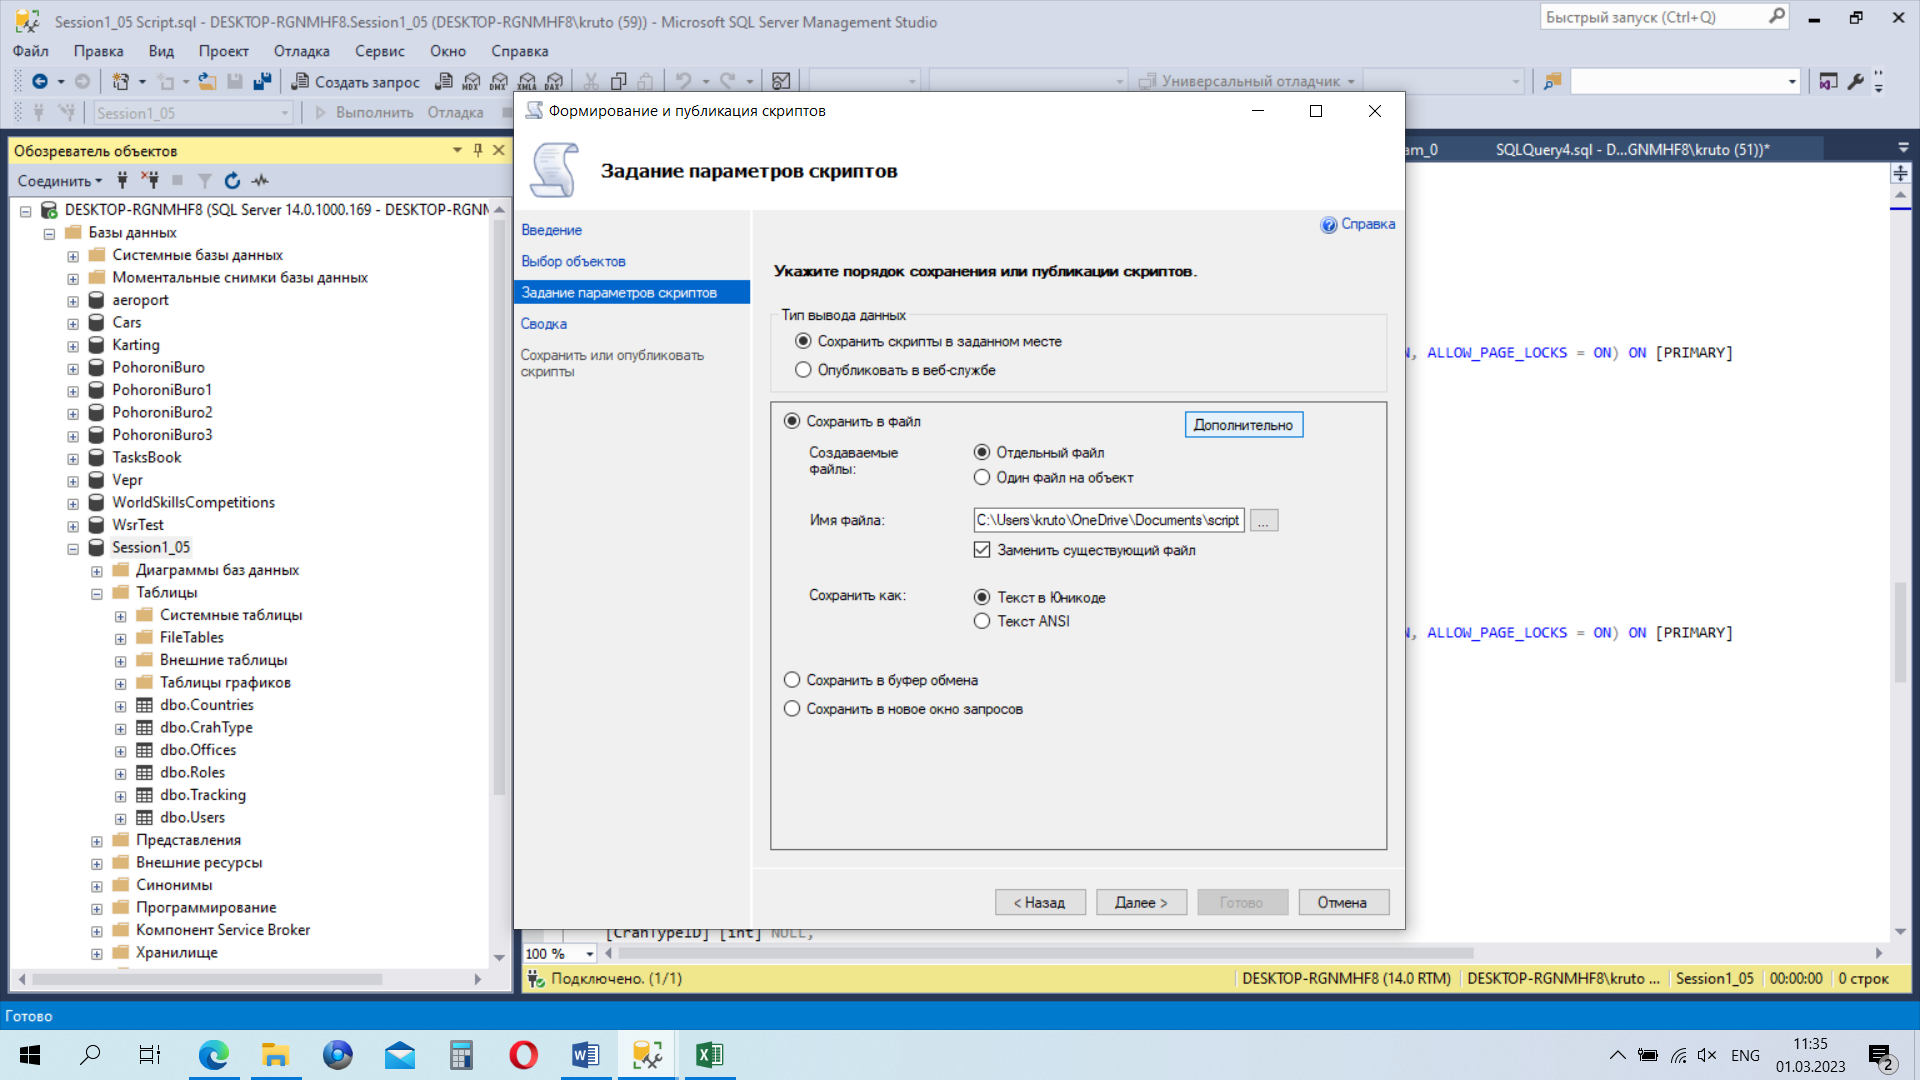 Session1_05 Script.sql - DESKTOP-RGNMHF8.Session1_05 (DESKTOP-RGNMHF8\kruto (59)) - Microsoft SQL Server Management Studio
Быстрый запуск (Ctrl+Q)
Файл Правка Вид Проект Отладка Сервис Окно Справка
Создать запрос MDX DMX XMLA DAX Универсальный отладчик
Session1_05 Выполнить Отладка
Обозреватель объектов
Соединить
DESKTOP-RGNMHF8 (SQL Server 14.0.1000.169 - DESKTOP-RGNM
Базы данных
Системные базы данных
Моментальные снимки базы данных
aeroport
Cars
Karting
PohoroniBuro
PohoroniBuro1
PohoroniBuro2
PohoroniBuro3
TasksBook
Vepr
WorldSkillsCompetitions
WsrTest
Session1_05
Диаграммы баз данных
Таблицы
Системные таблицы
FileTables
Внешние таблицы
Таблицы графиков
dbo.Countries
dbo.CrahType
dbo.Offices
dbo.Roles
dbo.Tracking
dbo.Users
Представления
Внешние ресурсы
Синонимы
Программирование
Компонент Service Broker
Хранилище
Формирование и публикация скриптов
Задание параметров скриптов
Введение
Выбор объектов
Задание параметров скриптов
Сводка
Сохранить или опубликовать
скрипты
Справка
Укажите порядок сохранения или публикации скриптов.
Тип вывода данных
Сохранить скрипты в заданном месте
Опубликовать в веб-службе
Сохранить в файл
Дополнительно
Создаваемые
файлы:
Отдельный файл
Один файл на объект
Имя файла:
C:\Users\kruto\OneDrive\Documents\script
...
Заменить существующий файл
Сохранить как:
Текст в Юникоде
Текст ANSI
Сохранить в буфер обмена
Сохранить в новое окно запросов
< Назад Далее > Готово Отмена
am_0 SQLQuery4.sql - D...GNMHF8\kruto (51))*
N, ALLOW_PAGE_LOCKS = ON) ON [PRIMARY]
N, ALLOW_PAGE_LOCKS = ON) ON [PRIMARY]
[CrahTypeID] [int] NULL,
100 %
Подключено. (1/1) DESKTOP-RGNMHF8 (14.0 RTM) DESKTOP-RGNMHF8\kruto ... Session1_05 00:00:00 0 строк
Готово
ENG
11:35
01.03.2023
2